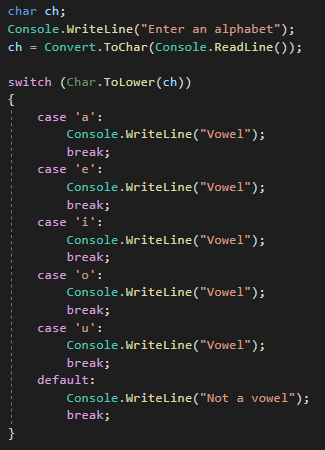 char ch;
Console.WriteLine("Enter an alphabet");
ch = Convert.ToChar(Console.ReadLine());

switch (Char.ToLower(ch))
{
    case 'a':
        Console.WriteLine("Vowel");
        break;
    case 'e':
        Console.WriteLine("Vowel");
        break;
    case 'i':
        Console.WriteLine("Vowel");
        break;
    case 'o':
        Console.WriteLine("Vowel");
        break;
    case 'u':
        Console.WriteLine("Vowel");
        break;
    default:
        Console.WriteLine("Not a vowel");
        break;
}